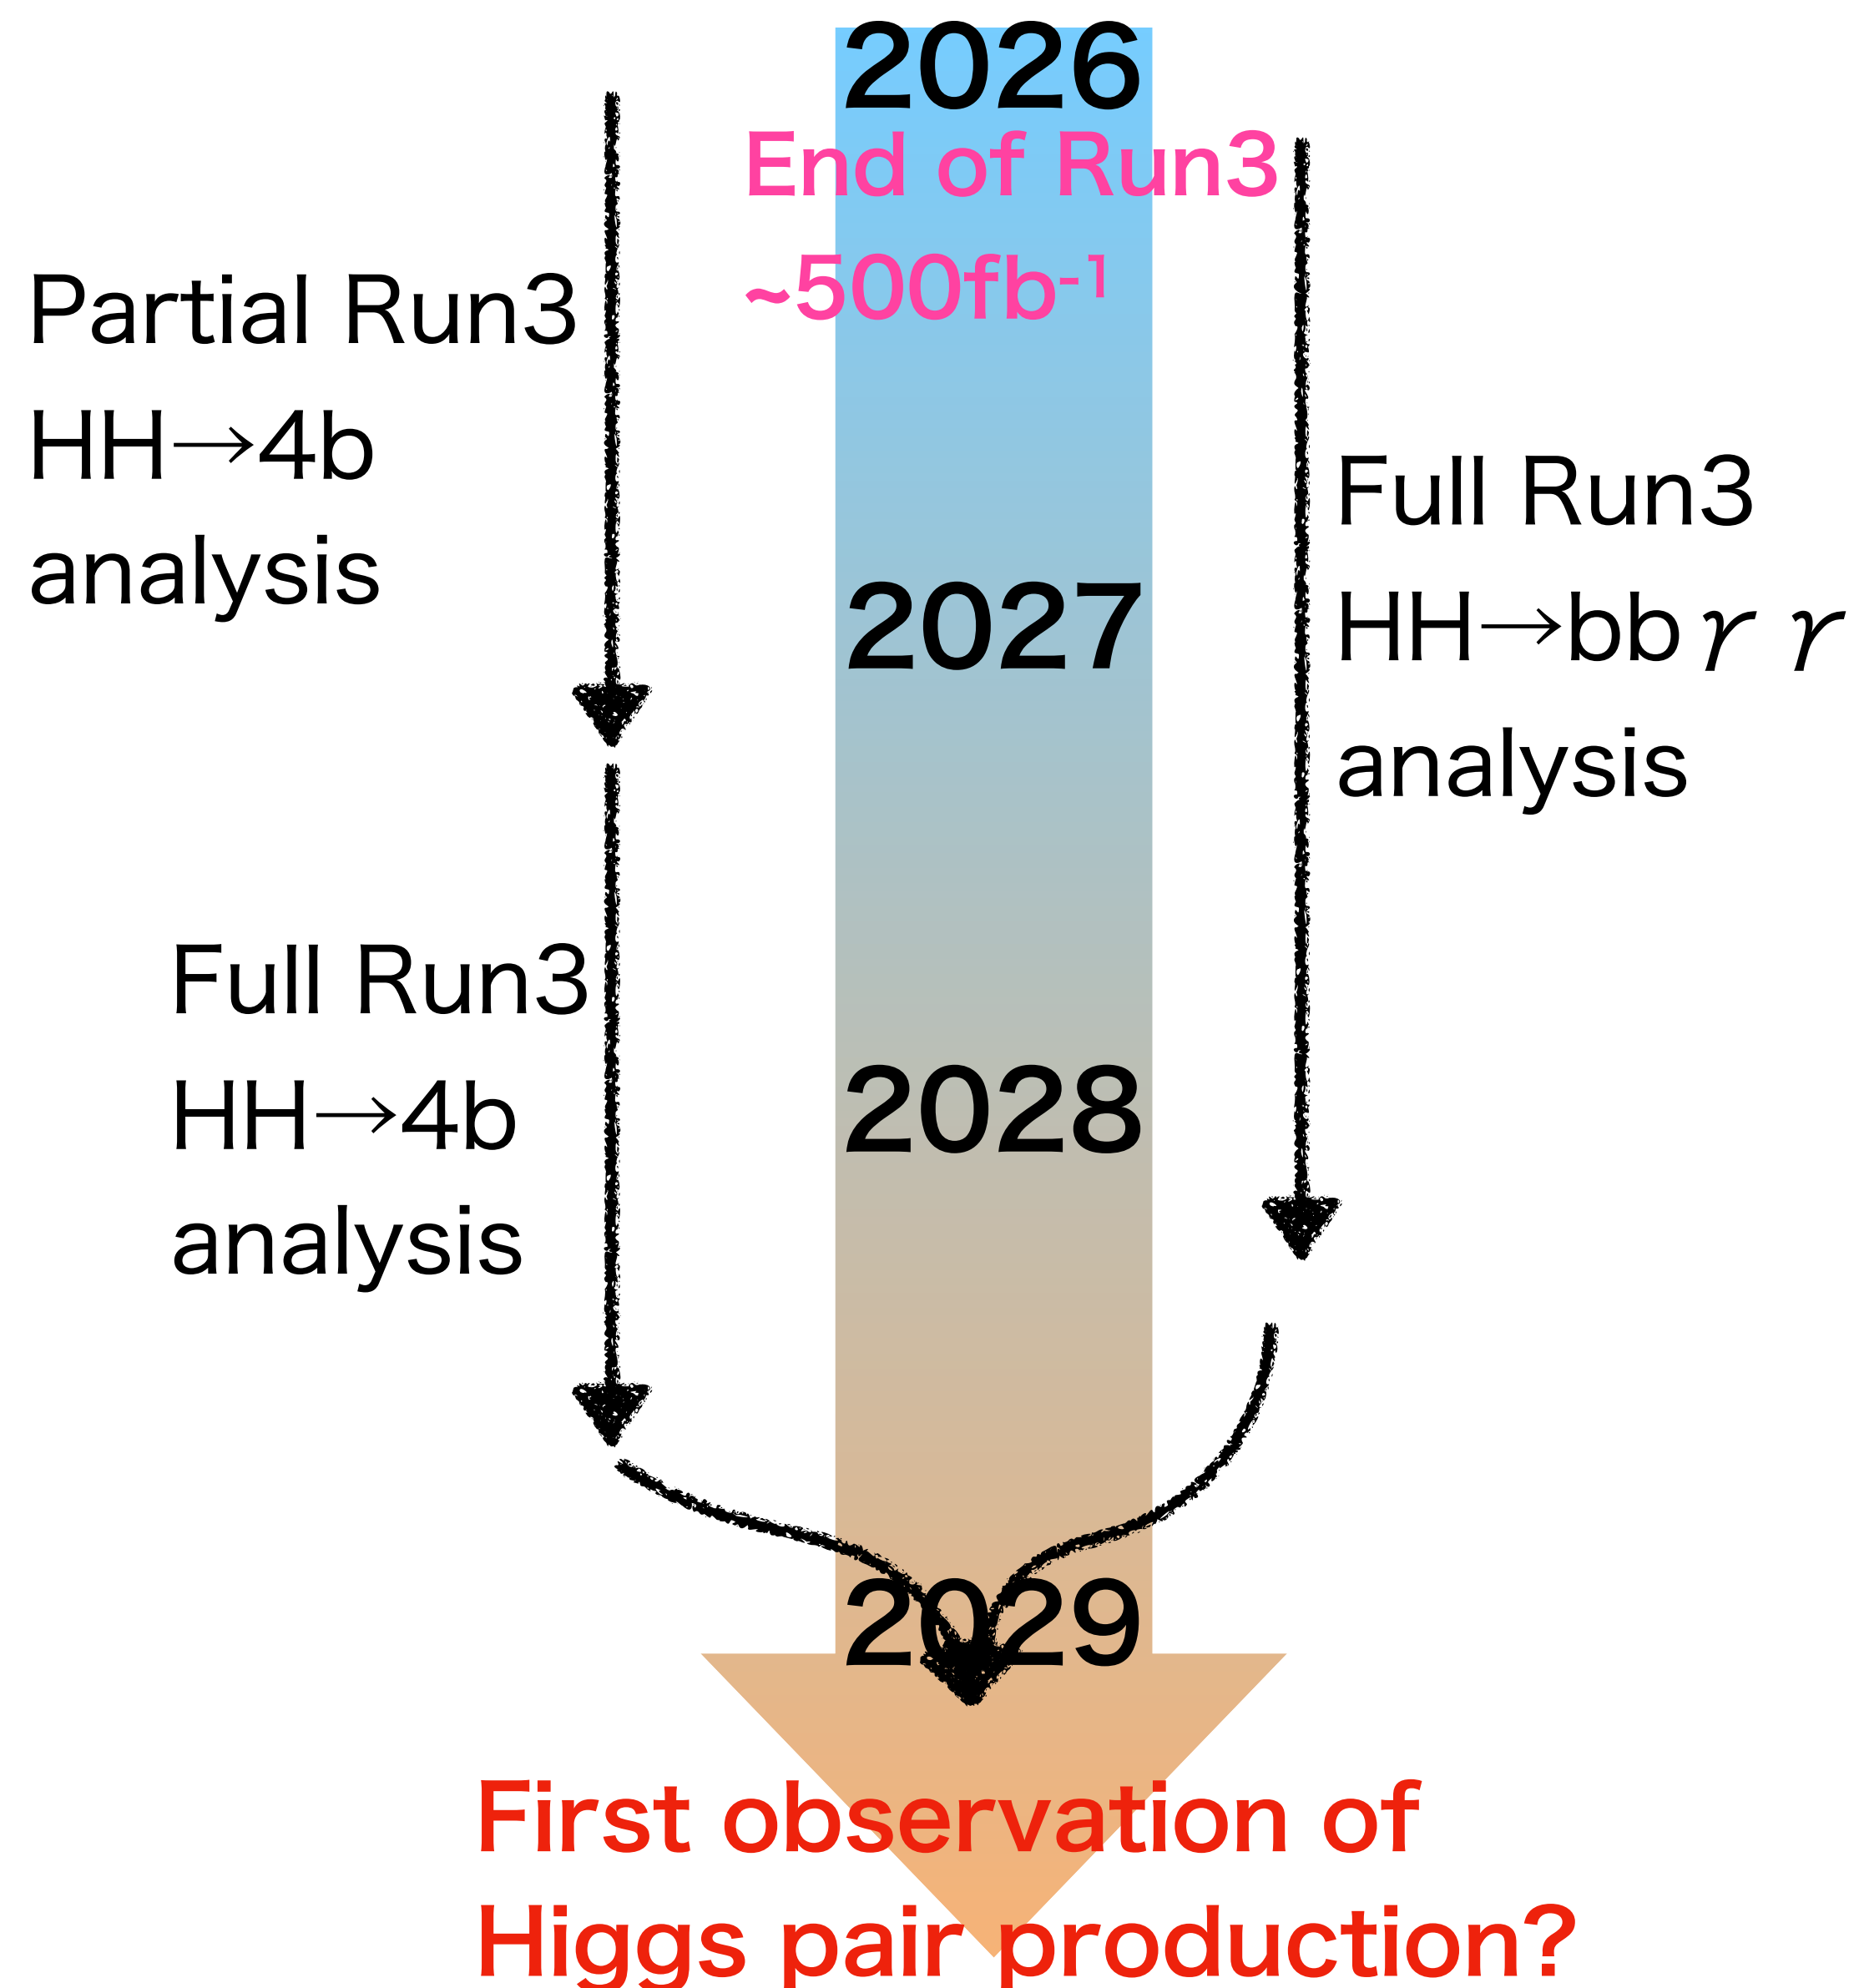 2026
End of Run3
~500fb⁻¹
Partial Run3
HH→4b
analysis
Full Run3
HH→bbγγ
analysis
2027
Full Run3
HH→4b
analysis
2028
2029
First observation of
Higgs pair production?